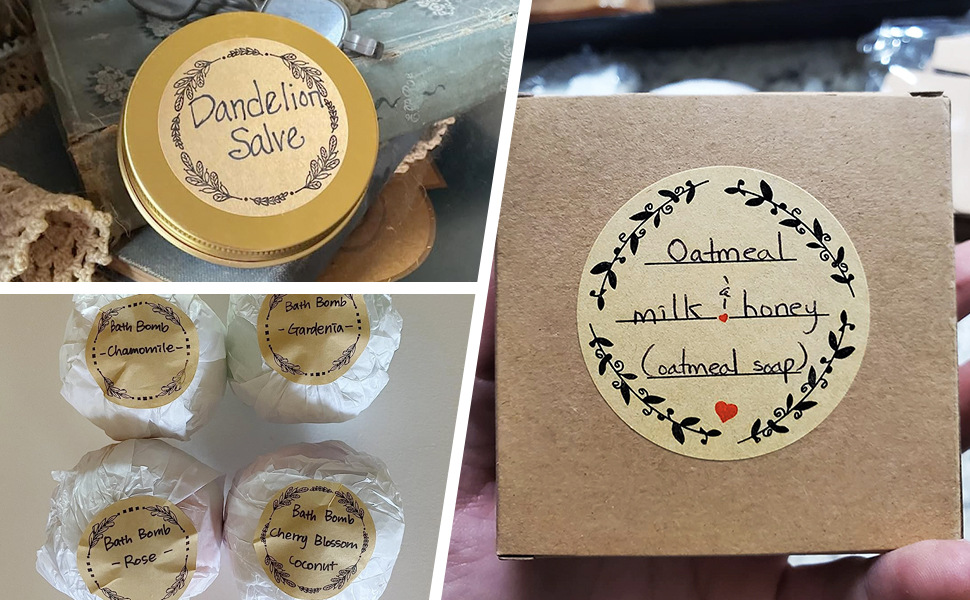 Dandelion
Salve
Oatmeal
milk & honey
(oatmeal soap)
Bath Bomb
-Chamomile-
Bath Bomb
-Gardenia-
Bath Bomb
-Rose-
Bath Bomb
Cherry Blossom
Coconut